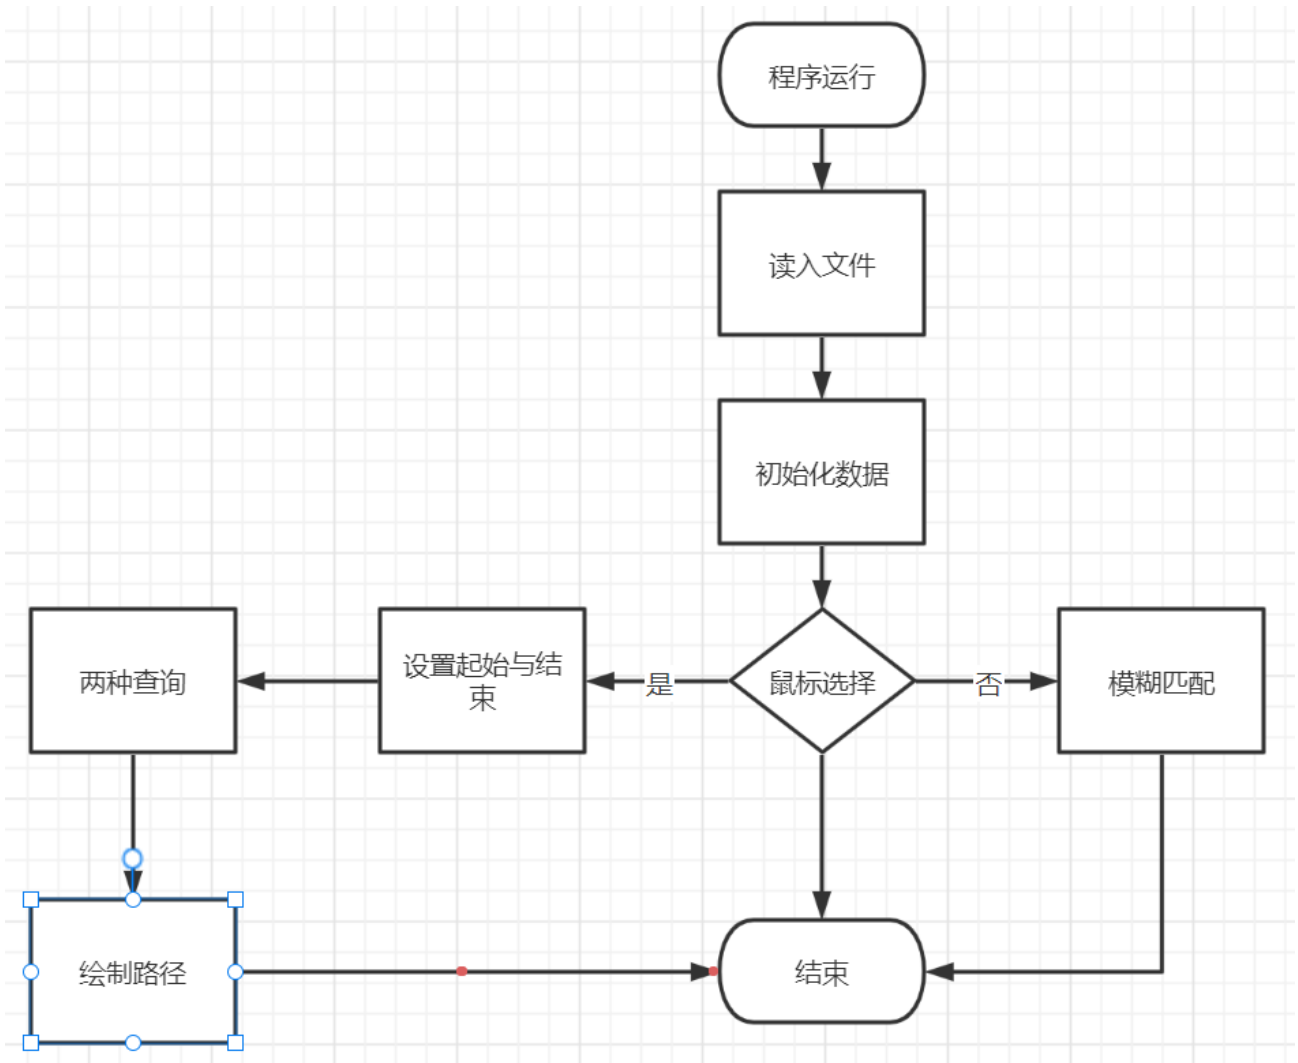 程序运行
读入文件
初始化数据
两种查询
设置起始与结
束
是
鼠标选择
否
模糊匹配
绘制路径
结束